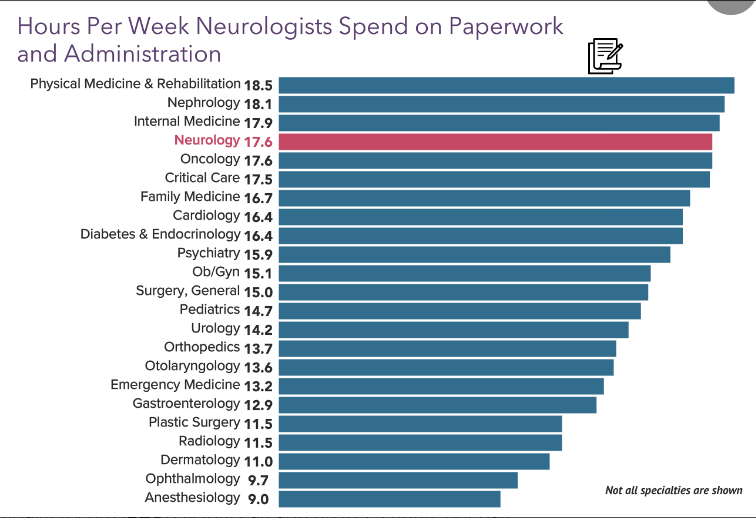 Hours Per Week Neurologists Spend on Paperwork
and Administration
Physical Medicine & Rehabilitation 18.5
Nephrology 18.1
Internal Medicine 17.9
Neurology 17.6
Oncology 17.6
Critical Care 17.5
Family Medicine 16.7
Cardiology 16.4
Diabetes & Endocrinology 16.4
Psychiatry 15.9
Ob/Gyn 15.1
Surgery, General 15.0
Pediatrics 14.7
Urology 14.2
Orthopedics 13.7
Otolaryngology 13.6
Emergency Medicine 13.2
Gastroenterology 12.9
Plastic Surgery 11.5
Radiology 11.5
Dermatology 11.0
Ophthalmology 9.7
Anesthesiology 9.0
Not all specialties are shown